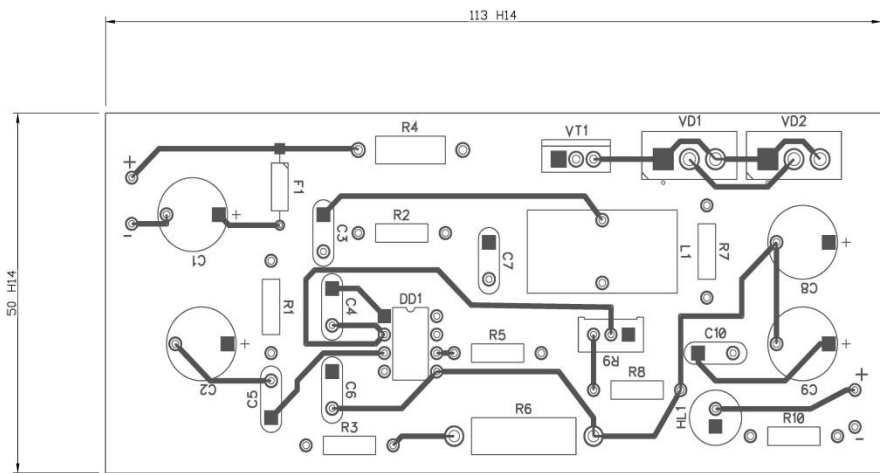 113 H14
50 H14
R4
VT1
VD1
VD2
+
F1
-
+
C1
C3
R2
C7
L1
R7
+
C8
R1
C4
DD1
+
C2
C5
C6
R5
R9
R8
C10
+
C9
+
HL1
R10
-
R3
R6